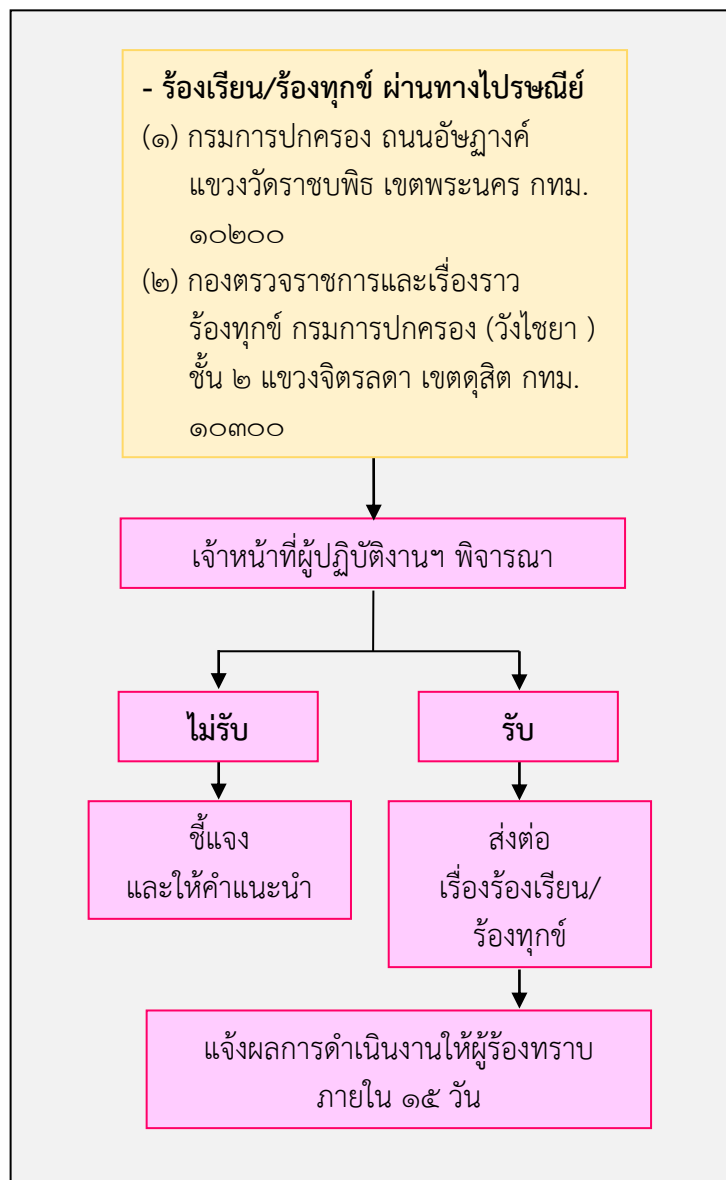 - ร้องเรียน/ร้องทุกข์ ผ่านทางไปรษณีย์
(๑) กรมการปกครอง ถนนอัษฎางค์
แขวงวัดราชบพิธ เขตพระนคร กทม.
๑๐๒๐๐
(๒) กองตรวจราชการและเรื่องราว
ร้องทุกข์ กรมการปกครอง (วังไชยา )
ชั้น ๒ แขวงจิตรลดา เขตดุสิต กทม.
๑๐๓๐๐
เจ้าหน้าที่ผู้ปฏิบัติงานฯ พิจารณา
ไม่รับ
รับ
ชี้แจง
และให้คำแนะนำ
ส่งต่อ
เรื่องร้องเรียน/
ร้องทุกข์
แจ้งผลการดำเนินงานให้ผู้ร้องทราบ
ภายใน ๑๕ วัน